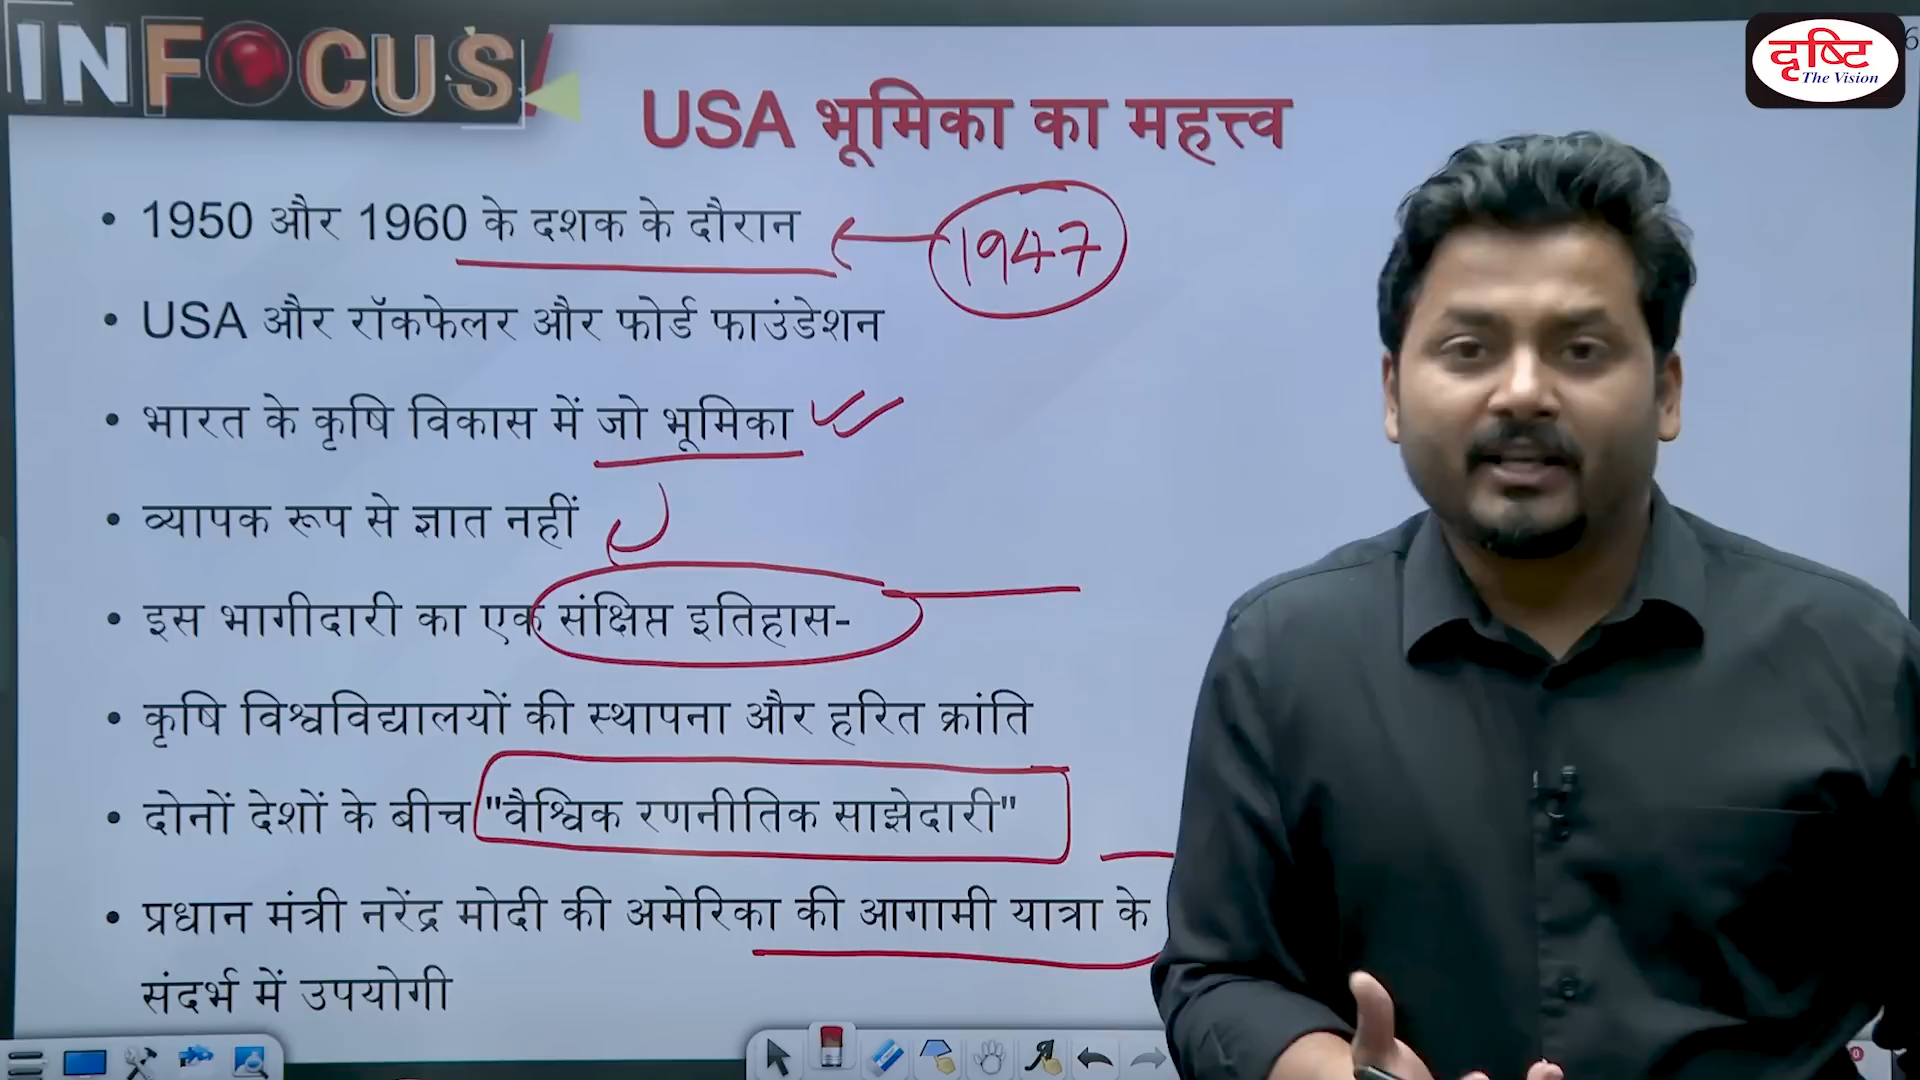 INFOCUS
दृष्टि
The Vision
6
USA भूमिका का महत्त्व
• 1950 और 1960 के दशक के दौरान
1947
• USA और रॉकफेलर और फोर्ड फाउंडेशन
• भारत के कृषि विकास में जो भूमिका
• व्यापक रूप से ज्ञात नहीं
• इस भागीदारी का एक संक्षिप्त इतिहास-
• कृषि विश्वविद्यालयों की स्थापना और हरित क्रांति
• दोनों देशों के बीच "वैश्विक रणनीतिक साझेदारी"
• प्रधान मंत्री नरेंद्र मोदी की अमेरिका की आगामी यात्रा के
संदर्भ में उपयोगी